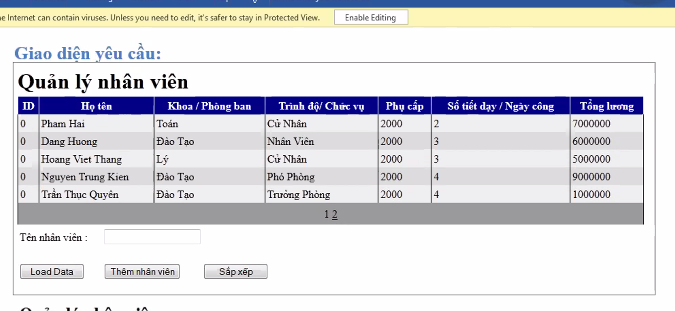 e Internet can contain viruses. Unless you need to edit, it's safer to stay in Protected View. Enable Editing
Giao diện yêu cầu:
Quản lý nhân viên
ID Họ tên Khoa / Phòng ban Trình độ/ Chức vụ Phụ cấp Số tiết dạy / Ngày công Tổng lương
0 Pham Hai Toán Cử Nhân 2000 2 7000000
0 Dang Huong Đào Tạo Nhân Viên 2000 3 6000000
0 Hoang Viet Thang Lý Cử Nhân 2000 3 5000000
0 Nguyen Trung Kien Đào Tạo Phó Phòng 2000 4 9000000
0 Trần Thục Quyên Đào Tạo Trưởng Phòng 2000 4 1000000
1 2
Tên nhân viên :
Load Data Thêm nhân viên Sắp xếp